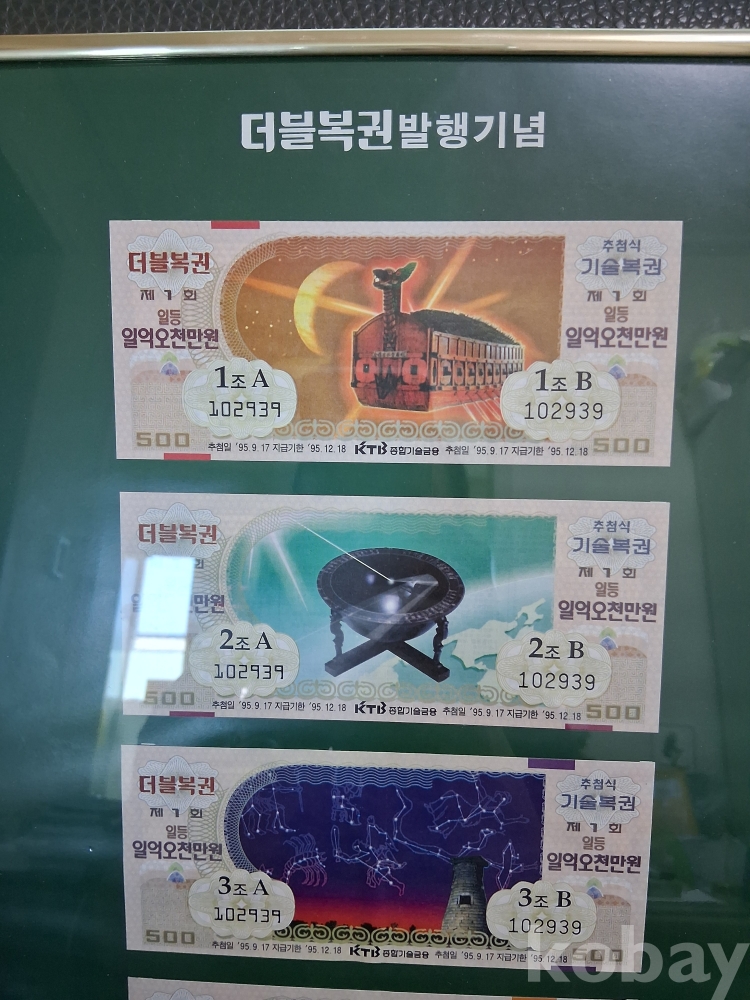 더블복권발행기념
더블복권
제1회
일등
일억오천만원
1조 A
102939
500
추첨식
기술복권
제1회
일등
일억오천만원
1조 B
102939
500
추첨일 '95.9.17 지급기한 '95.12.18 KTB 종합기술금융 추첨일 '95.9.17 지급기한 '95.12.18
더블복권
회
만원
2조 A
102939
500
추첨식
기술복권
제1회
일등
일억오천만원
2조 B
102939
500
추첨일 '95.9.17 지급기한 '95.12.18 KTB 종합기술금융 추첨일 '95.9.17 지급기한 '95.12.18
더블복권
제1회
일등
일억오천만원
3조 A
102939
500
추첨식
기술복권
제1회
일등
일억오천만원
3조 B
102939
500
추첨일 '95.9.17 지급기한 '95.12.18 KTB 종합기술금융 추첨일 '95.9.17 지급기한 '95.12.18
kobay